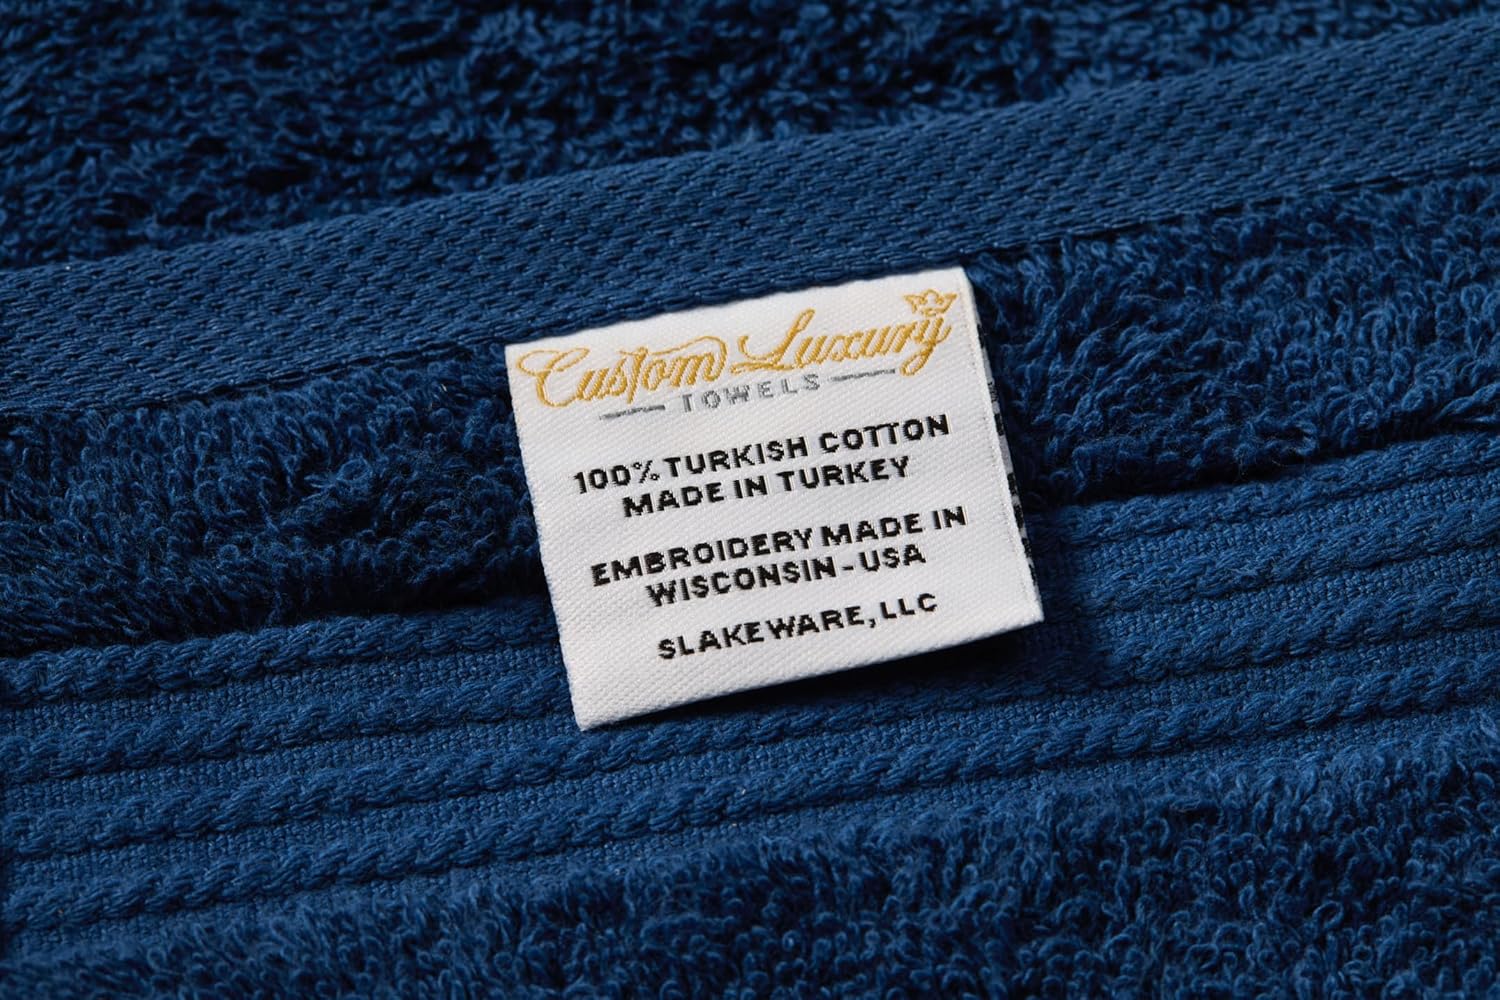 Custom Luxury
TOWELS
100% TURKISH COTTON
MADE IN TURKEY
EMBROIDERY MADE IN
WISCONSIN - USA
SLAKEWARE, LLC